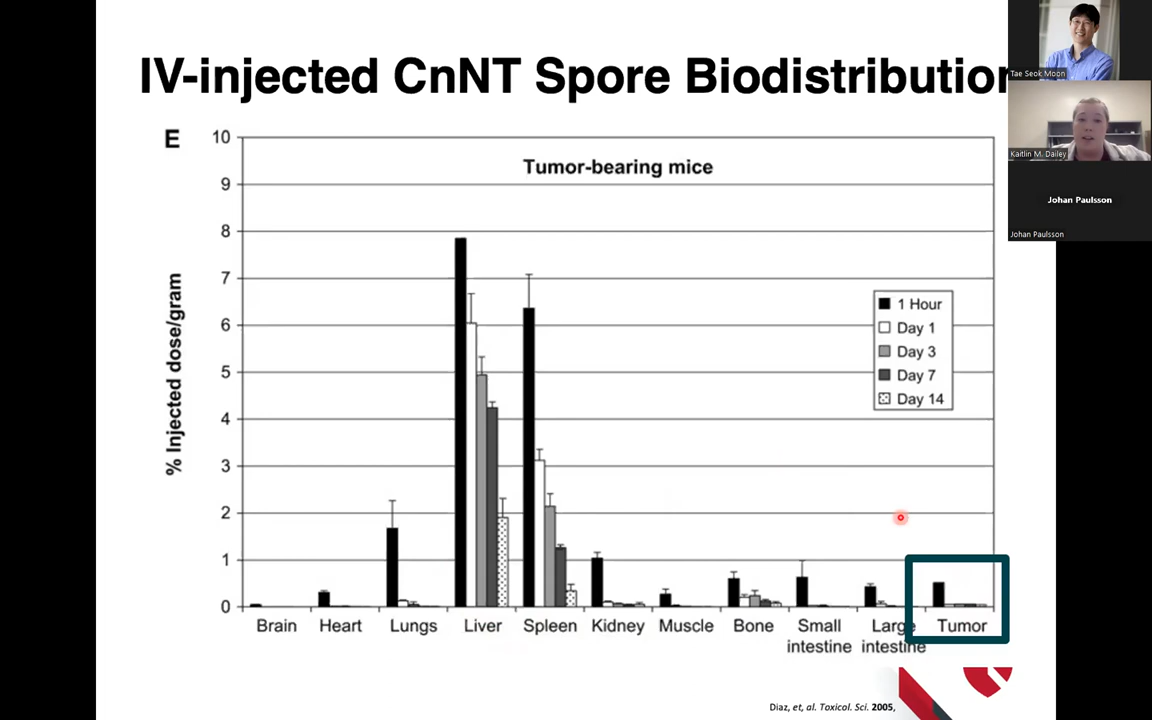 IV-injected CnNT Spore Biodistribution
E
Tumor-bearing mice
% Injected dose/gram
10
9
8
7
6
5
4
3
2
1
0
1 Hour
Day 1
Day 3
Day 7
Day 14
Brain Heart Lungs Liver Spleen Kidney Muscle Bone Small intestine Large intestine Tumor
Diaz, et, al. Toxicol. Sci. 2005,
Tae Seok Moon
Kaitlin M. Dailey
Johan Paulsson
Johan Paulsson